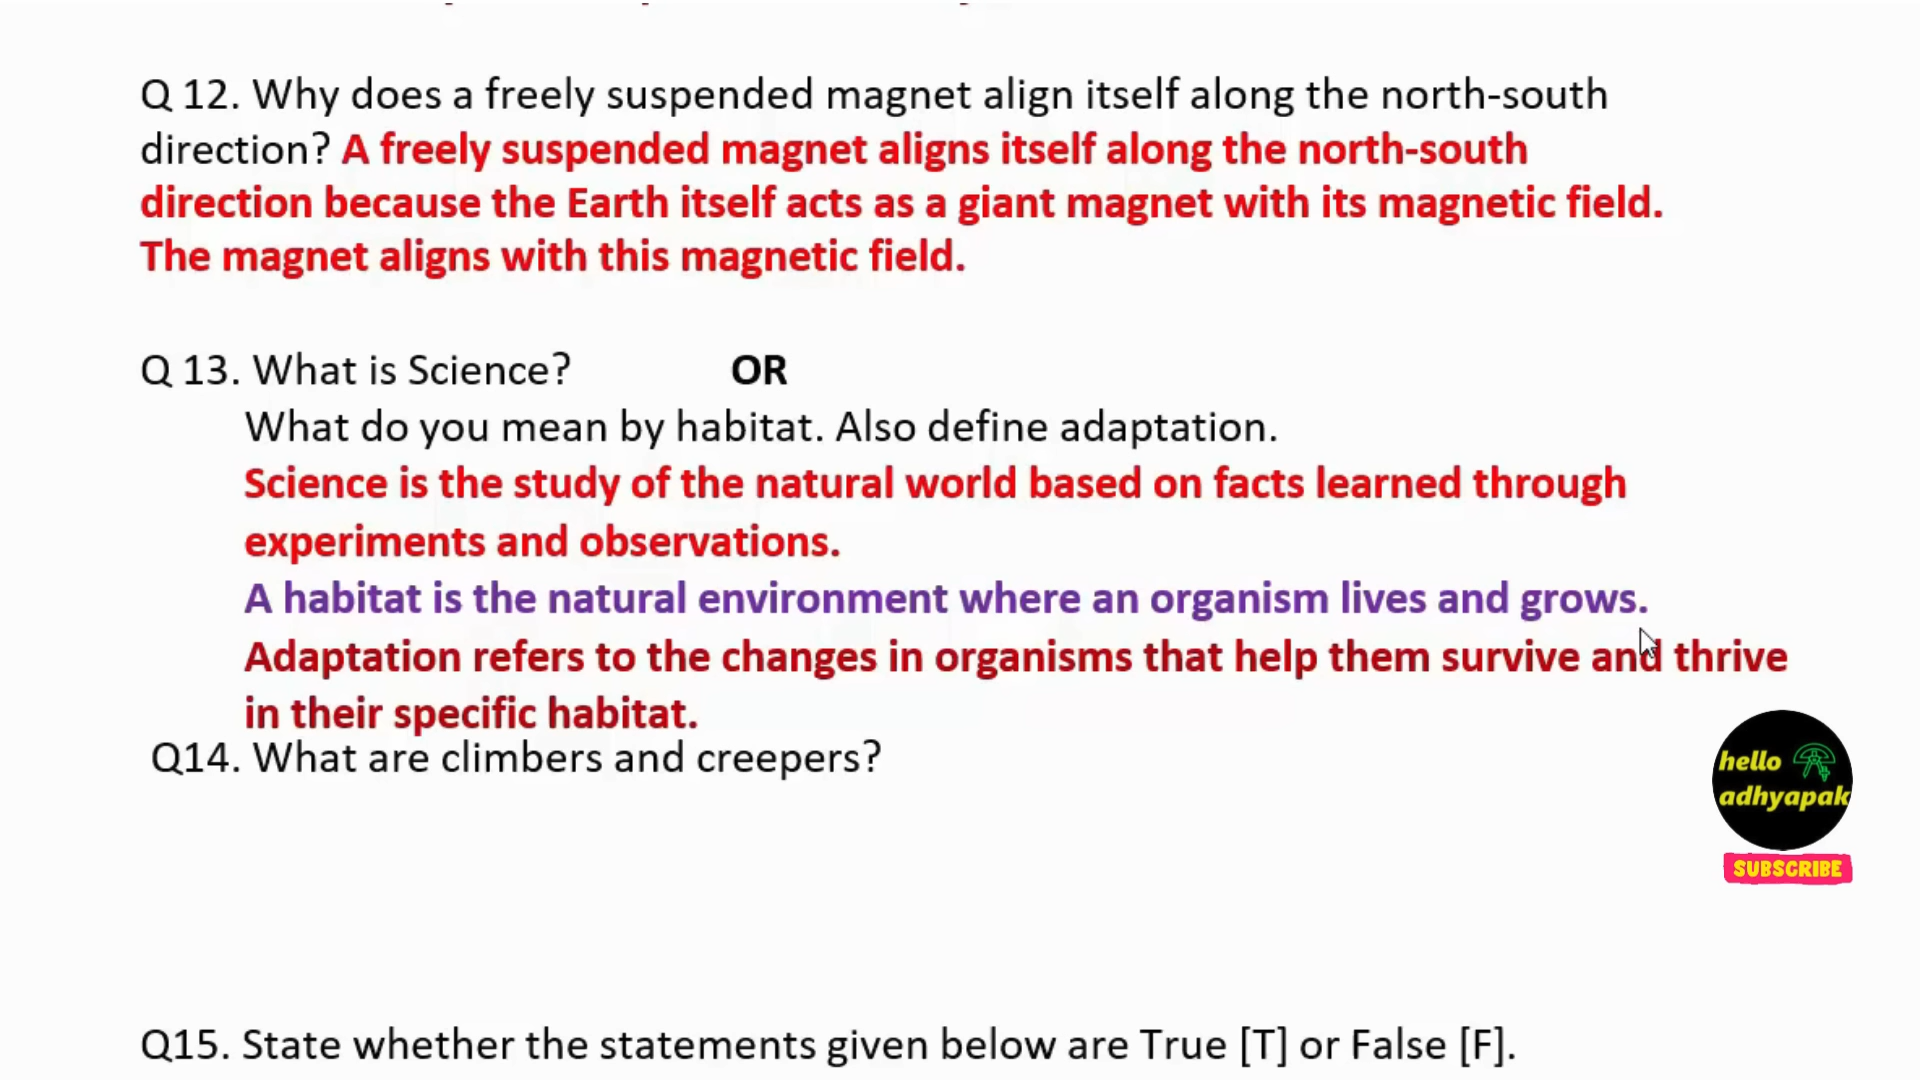 Q 12. Why does a freely suspended magnet align itself along the north-south
direction? A freely suspended magnet aligns itself along the north-south
direction because the Earth itself acts as a giant magnet with its magnetic field.
The magnet aligns with this magnetic field.
Q 13. What is Science? OR
What do you mean by habitat. Also define adaptation.
Science is the study of the natural world based on facts learned through
experiments and observations.
A habitat is the natural environment where an organism lives and grows.
Adaptation refers to the changes in organisms that help them survive and thrive
in their specific habitat.
Q14. What are climbers and creepers?
hello
adhyapak
SUBSCRIBE
Q15. State whether the statements given below are True [T] or False [F].